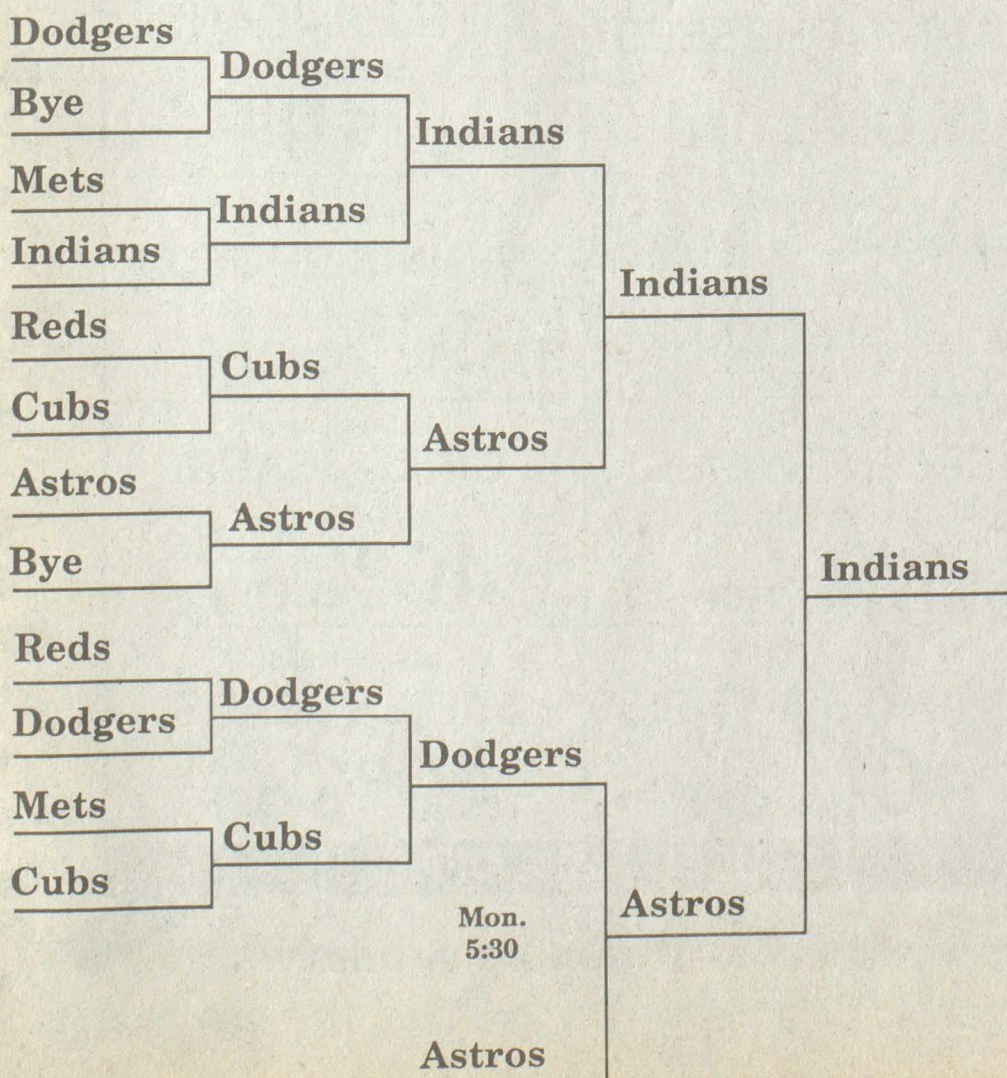 Dodgers
Bye
Mets
Indians
Reds
Cubs
Astros
Bye
Dodgers
Indians
Cubs
Astros
Indians
Astros
Indians
Reds
Dodgers
Mets
Cubs
Dodgers
Cubs
Dodgers
Mon.
5:30
Astros
Astros
Indians